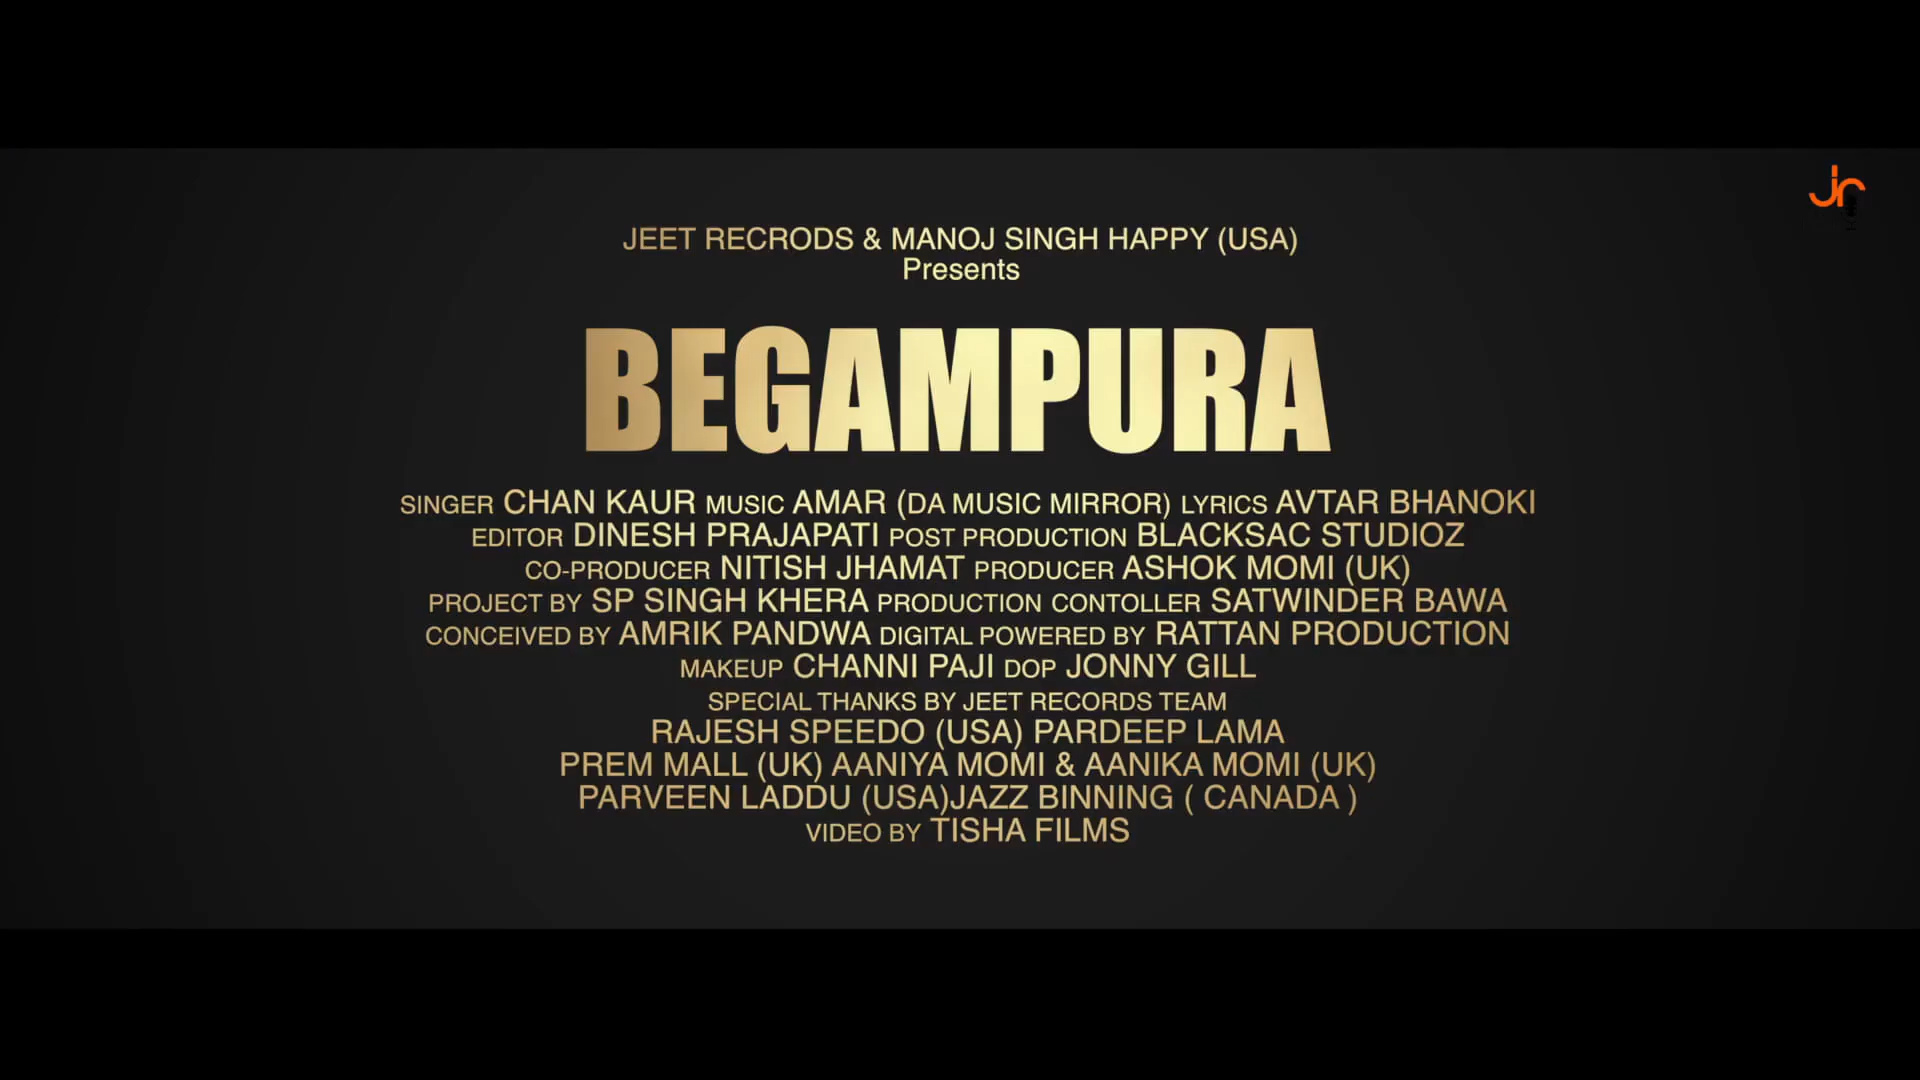 jr
JEET RECRODS & MANOJ SINGH HAPPY (USA)
Presents
BEGAMPURA
SINGER CHAN KAUR MUSIC AMAR (DA MUSIC MIRROR) LYRICS AVTAR BHANOKI
EDITOR DINESH PRAJAPATI POST PRODUCTION BLACKSAC STUDIOZ
CO-PRODUCER NITISH JHAMAT PRODUCER ASHOK MOMI (UK)
PROJECT BY SP SINGH KHERA PRODUCTION CONTOLLER SATWINDER BAWA
CONCEIVED BY AMRIK PANDWA DIGITAL POWERED BY RATTAN PRODUCTION
MAKEUP CHANNI PAJI DOP JONNY GILL
SPECIAL THANKS BY JEET RECORDS TEAM
RAJESH SPEEDO (USA) PARDEEP LAMA
PREM MALL (UK) AANIYA MOMI & AANIKA MOMI (UK)
PARVEEN LADDU (USA)JAZZ BINNING ( CANADA )
VIDEO BY TISHA FILMS